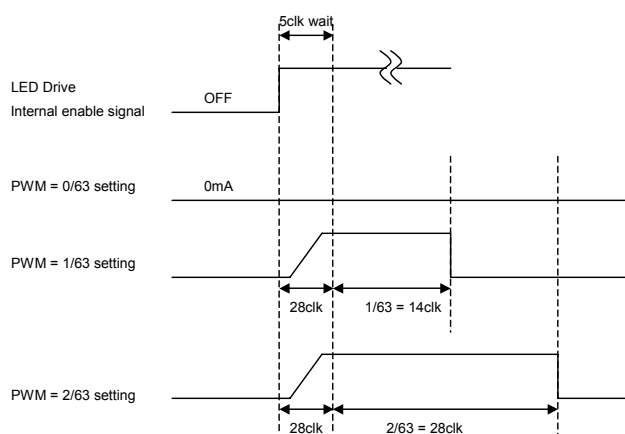 5clk wait
LED Drive
Internal enable signal
OFF
PWM = 0/63 setting
0mA
PWM = 1/63 setting
28clk
1/63 = 14clk
PWM = 2/63 setting
28clk
2/63 = 28clk